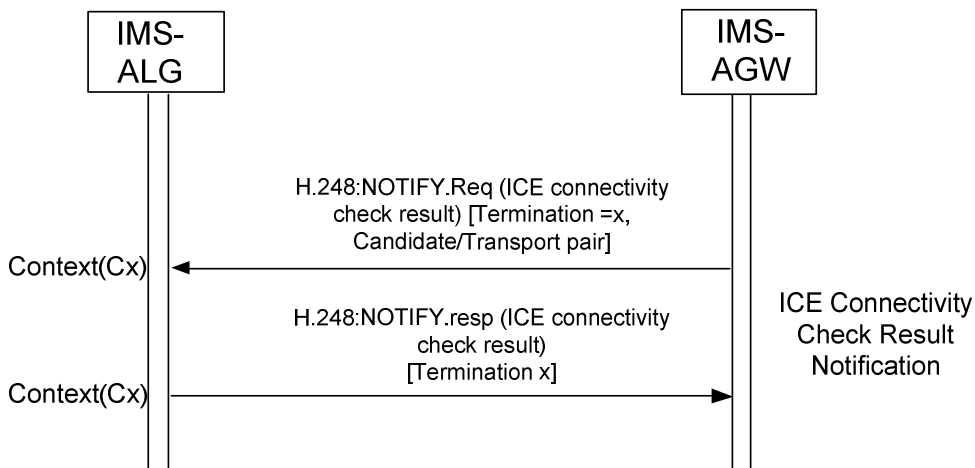 IMS-
ALG
IMS-
AGW
H.248:NOTIFY.Req (ICE connectivity
check result) [Termination =x,
Candidate/Transport pair]
Context(Cx)
H.248:NOTIFY.resp (ICE connectivity
check result)
[Termination x]
Context(Cx)
ICE Connectivity
Check Result
Notification